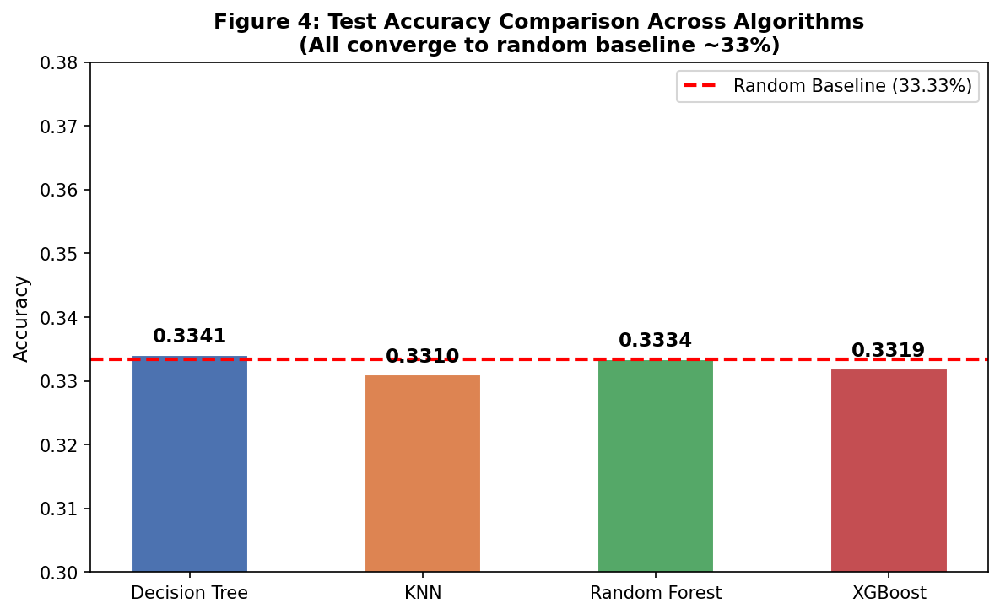 Figure 4: Test Accuracy Comparison Across Algorithms
(All converge to random baseline ~33%)
Random Baseline (33.33%)
Accuracy
0.38
0.37
0.36
0.35
0.34
0.33
0.32
0.31
0.30
0.3341
0.3310
0.3334
0.3319
Decision Tree
KNN
Random Forest
XGBoost